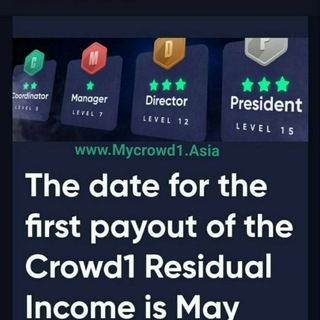 C
M
D
P
Coordinator
LEVEL 5
Manager
LEVEL 7
Director
LEVEL 12
President
LEVEL 15
www.Mycrowd1.Asia
The date for the
first payout of the
Crowd1 Residual
Income is May